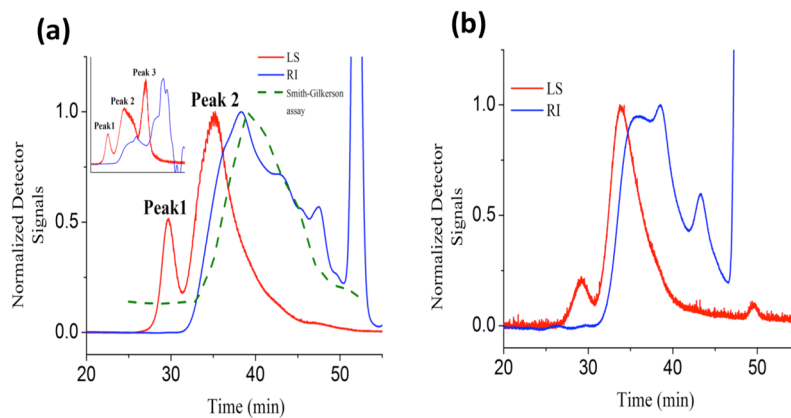 (a)
LS
RI
Smith-Gilkerson
assay
Peak 3
Peak 2
Peak1
Peak 2
Peak1
1.0
0.5
0.0
Normalized Detector
Signals
20 30 40 50
Time (min)
(b)
LS
RI
1.0
0.5
0.0
Normalized Detector
Signals
20 30 40 50
Time (min)